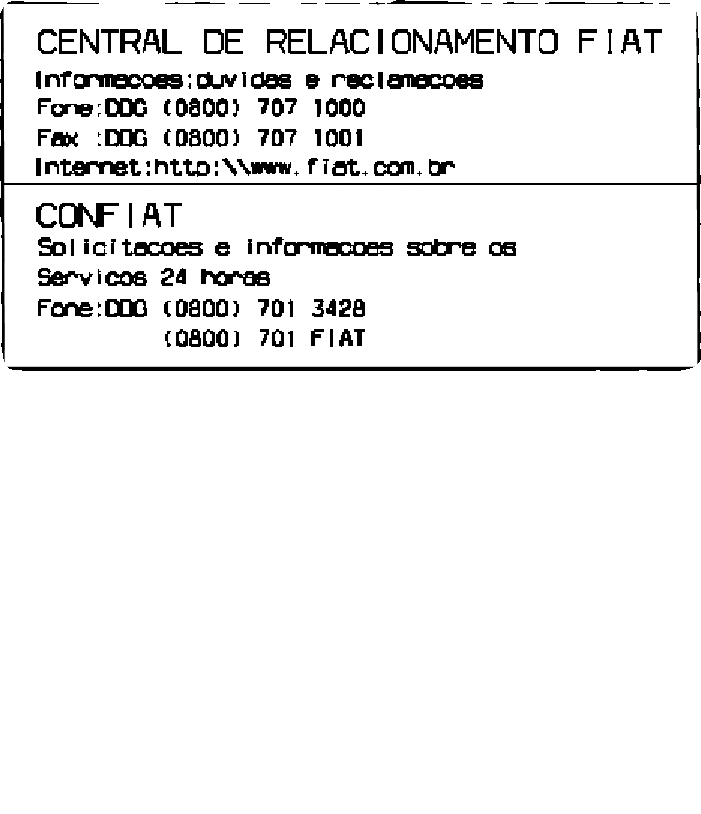 CENTRAL DE RELACIONAMENTO FIAT
Informacoes:duvidas e reclamacoes
Fone:DDG (0800) 707 1000
Fax :DDG (0800) 707 1001
Internet:http:\\www.fiat.com.br
CONFIAT
Solicitacoes e informacoes sobre os
Servicos 24 horas
Fone:DDG (0800) 701 3428
(0800) 701 FIAT